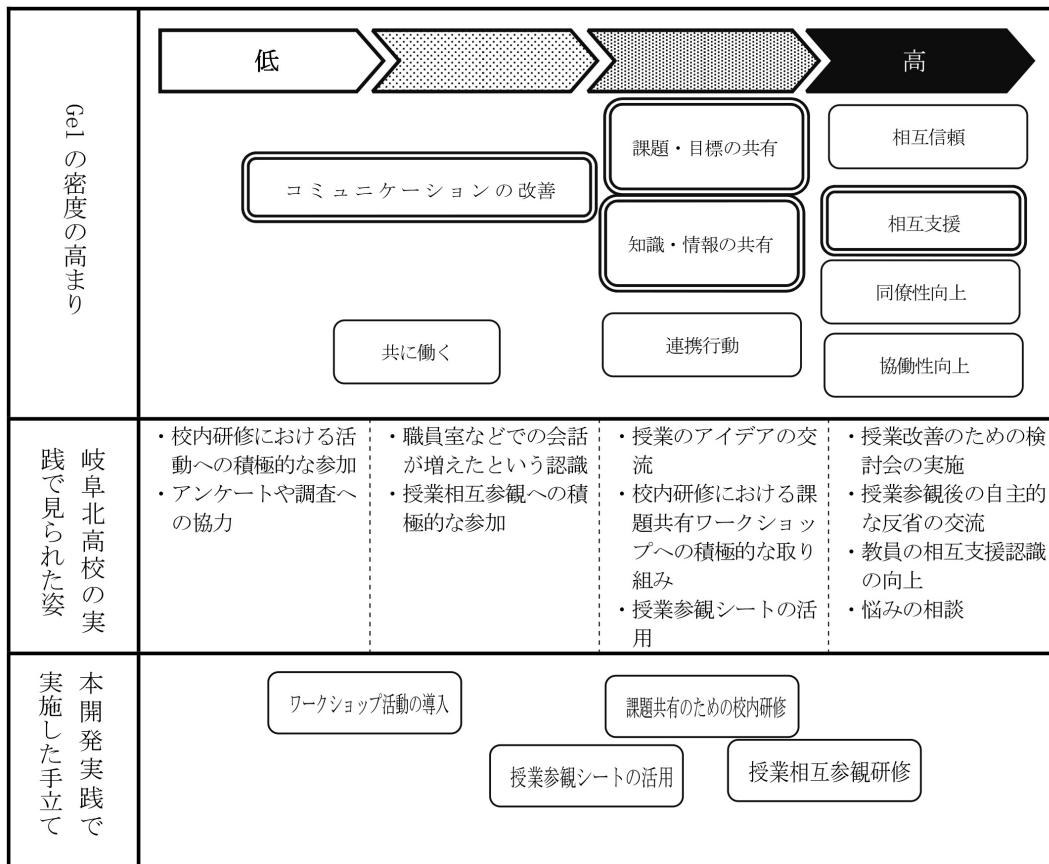 Gel の密度の高まり
低
高
コミュニケーションの改善
課題・目標の共有
知識・情報の共有
共に働く
連携行動
相互信頼
相互支援
同僚性向上
協働性向上
岐阜北高校の実
践で見られた姿
・校内研修における活
動への積極的な参加
・アンケートや調査へ
の協力
・職員室などでの会話
が増えたという認識
・授業相互参観への積
極的な参加
・授業のアイデアの交
流
・校内研修における課
題共有ワークショッ
プへの積極的な取り
組み
・授業参観シートの活
用
・授業改善のための検
討会の実施
・授業参観後の自主的
な反省の交流
・教員の相互支援認識
の向上
・悩みの相談
本開発実践で
実施した手立て
ワークショップ活動の導入
授業参観シートの活用
課題共有のための校内研修
授業相互参観研修